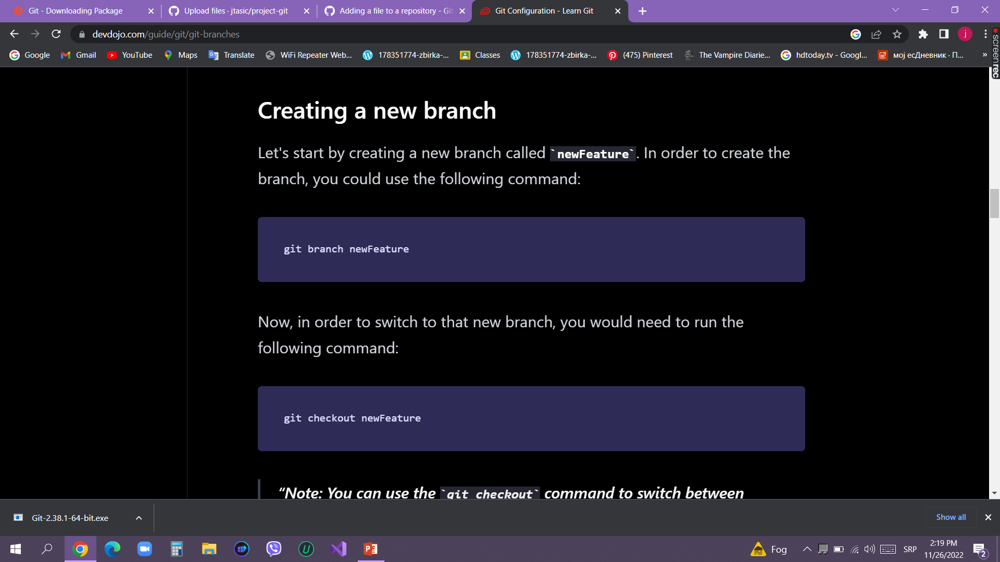 Git - Downloading Package
Upload files · jtasic/project-git
Adding a file to a repository - Git
Git Configuration - Learn Git
devdojo.com/guide/git/git-branches
j
Google
Gmail
YouTube
Maps
Translate
WiFi Repeater Web...
178351774-zbirka-...
Classes
178351774-zbirka-...
(475) Pinterest
The Vampire Diarie...
hdtoday.tv - Googl...
мој есДневник · П...
»
screenrec
Creating a new branch
Let's start by creating a new branch called `newFeature`. In order to create the
branch, you could use the following command:
git branch newFeature
Now, in order to switch to that new branch, you would need to run the
following command:
git checkout newFeature
“Note: You can use the `git checkout` command to switch between
Git-2.38.1-64-bit.exe
Show all
Fog
SRP
2:19 PM
11/26/2022
2